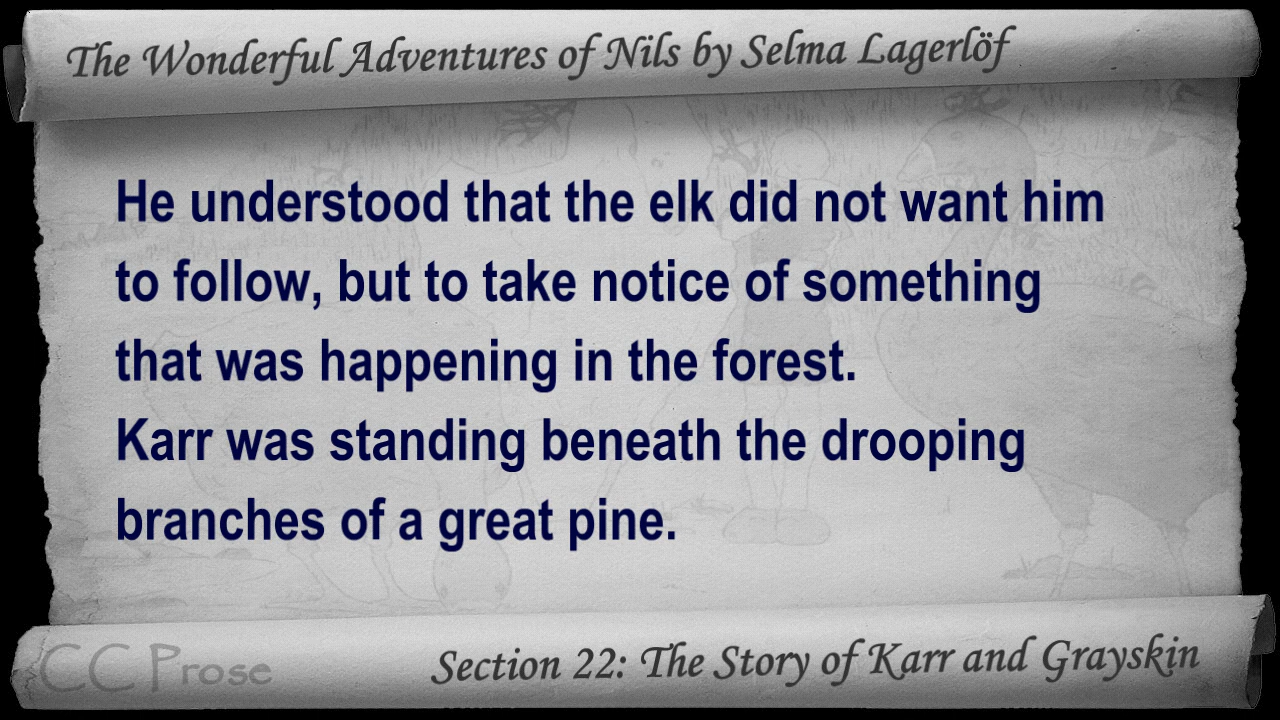 The Wonderful Adventures of Nils by Selma Lagerlöf
He understood that the elk did not want him
to follow, but to take notice of something
that was happening in the forest.
Karr was standing beneath the drooping
branches of a great pine.
CC Prose
Section 22: The Story of Karr and Grayskin